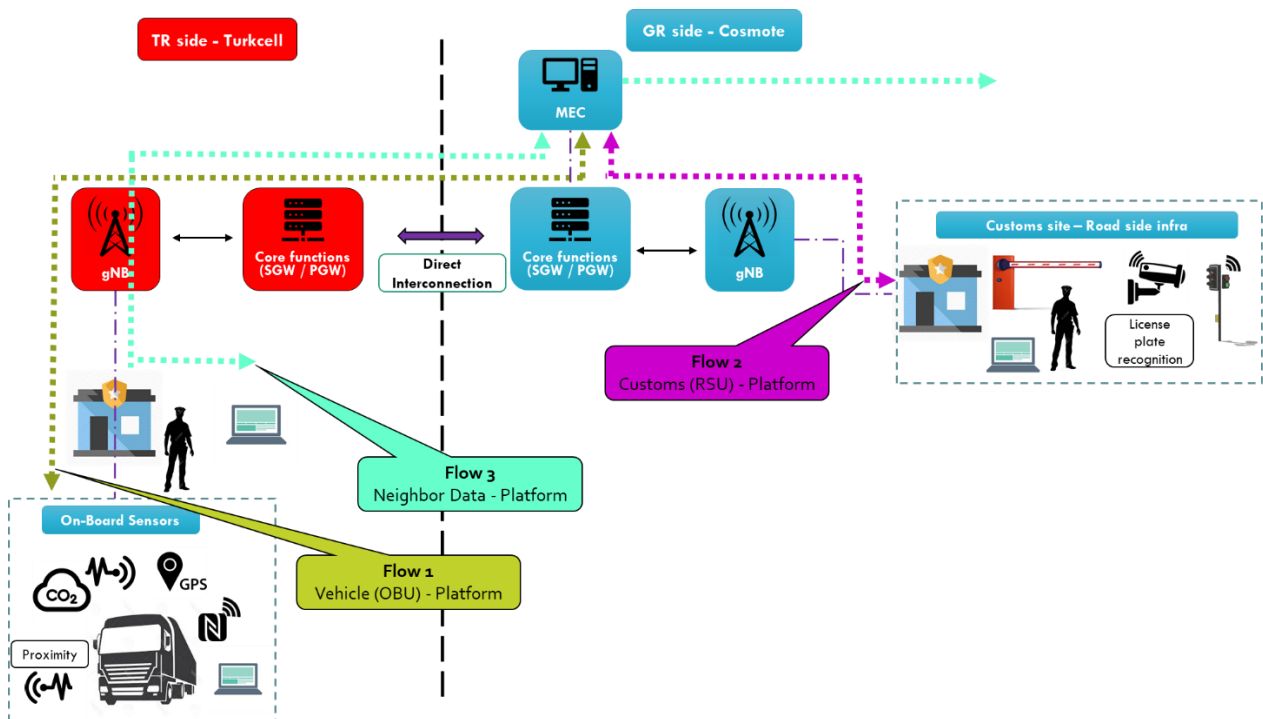 TR side - Turkcell
GR side - Cosmote
MEC
gNB
Core functions
(SGW / PGW)
Direct
Interconnection
Core functions
(SGW / PGW)
gNB
Customs site – Road side infra
License
plate
recognition
Flow 2
Customs (RSU) - Platform
Flow 3
Neighbor Data - Platform
On-Board Sensors
CO2
GPS
N
Proximity
Flow 1
Vehicle (OBU) - Platform